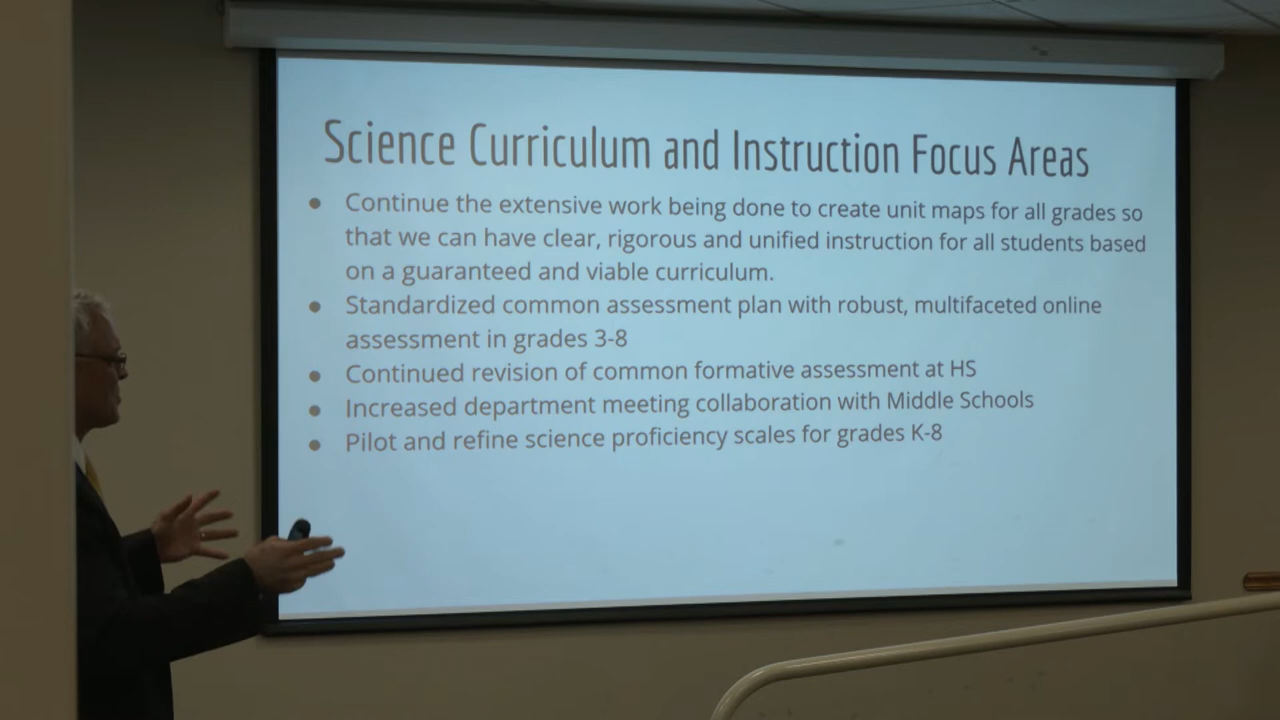 Science Curriculum and Instruction Focus Areas
● Continue the extensive work being done to create unit maps for all grades so
that we can have clear, rigorous and unified instruction for all students based
on a guaranteed and viable curriculum.
● Standardized common assessment plan with robust, multifaceted online
assessment in grades 3-8
● Continued revision of common formative assessment at HS
● Increased department meeting collaboration with Middle Schools
● Pilot and refine science proficiency scales for grades K-8